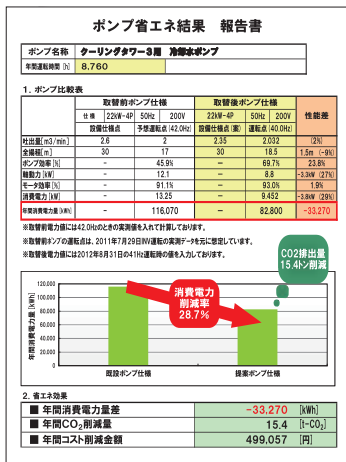 ポンプ省エネ結果 報告書
ポンプ名称 クーリングタワー3階 冷却水ポンプ
年間運転時間 [h] 8,760
1. ポンプ比較表
取替前ポンプ仕様 取替後ポンプ仕様 性能差
仕様 22kW-4P 50Hz 200V 22kW-4P 50Hz 200V
設備仕様点 予想運転点 (42.0Hz) 設備仕様点 (案) 運転点 (40.0Hz)
吐出量[m3/min] 2.6 2 2.35 2.032 (2%)
全揚程[m] 30 17 30 18.5 1.5m (-9%)
ポンプ効率[%] - 45.9% - 69.7% 23.8%
軸動力[kW] - 12.1 - 8.8 -3.3kW (27%)
モータ効率[%] - 91.1% - 93.0% 1.9%
消費電力[kW] - 13.25 - 9.452 -3.8kW (29%)
年間消費電力量[kWh] - 116,070 - 82,800 -33,270
※取替前電力値には42.0Hzのときの実測値を入れて計算しております。
※取替前ポンプの運転点は、2011年7月29日INV運転の実測データを元に想定しています。
※取替後電力値には2012年8月31日の41Hz運転時の値を入力しております。
CO2排出量
15.4トン削減
年間消費電力量 [kWh]
120,000
100,000
80,000
60,000
40,000
20,000
0
消費電力
削減率
28.7%
既設ポンプ仕様 提案ポンプ仕様
2. 省エネ効果
■ 年間消費電力量差 -33,270 [kWh]
■ 年間CO2削減量 15.4 [t-CO2]
■ 年間コスト削減金額 499,057 [円]